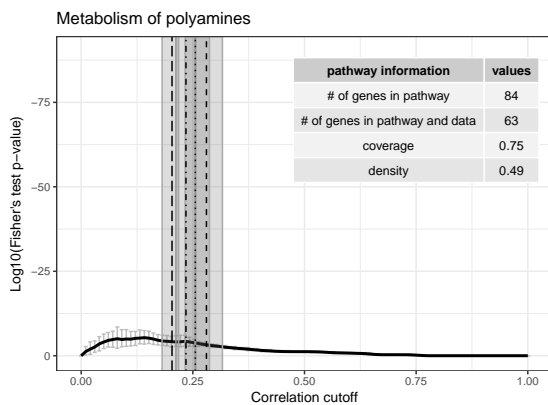 Metabolism of polyamines
pathway information values
# of genes in pathway 84
# of genes in pathway and data 63
coverage 0.75
density 0.49
Log10(Fisher's test p−value)
−75
−50
−25
0
0.00 0.25 0.50 0.75 1.00
Correlation cutoff